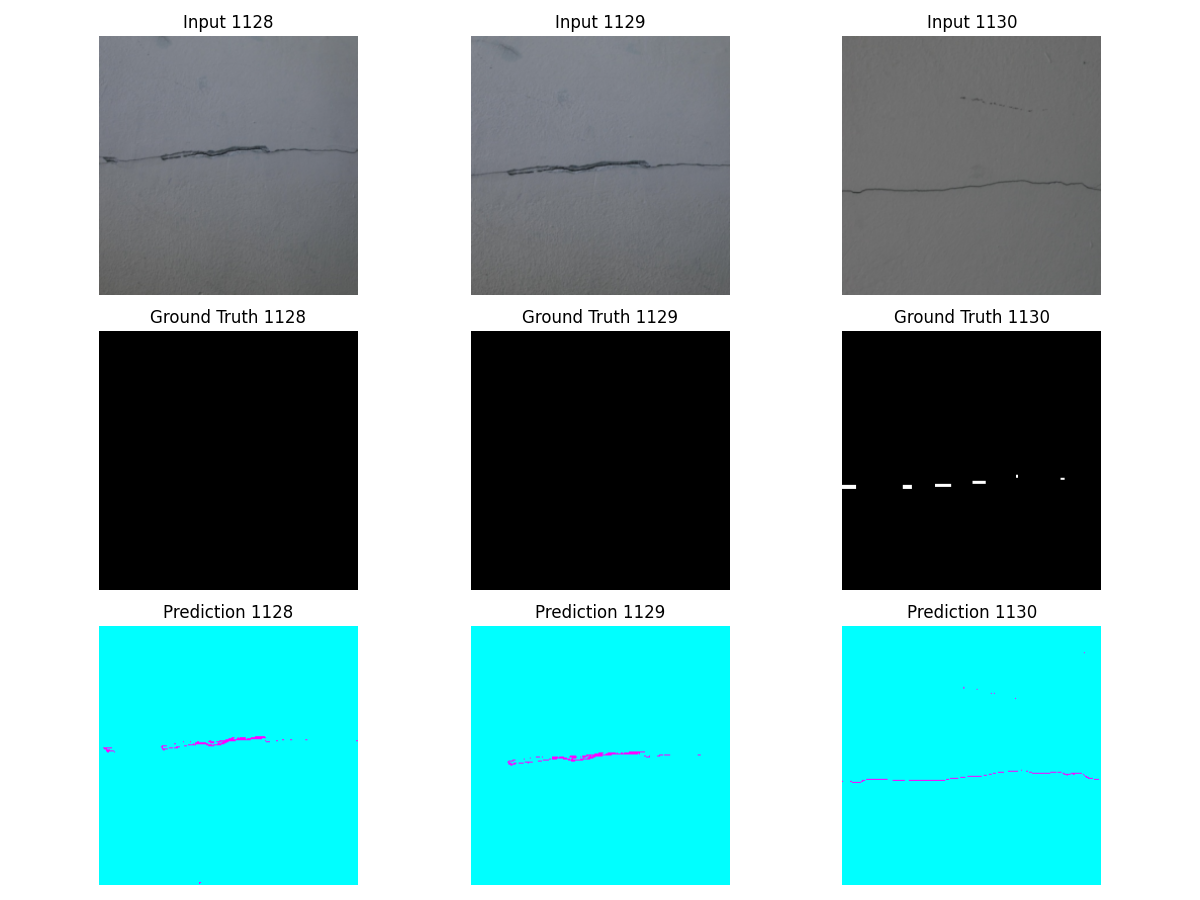 Input 1128
Input 1129
Input 1130
Ground Truth 1128
Ground Truth 1129
Ground Truth 1130
Prediction 1128
Prediction 1129
Prediction 1130